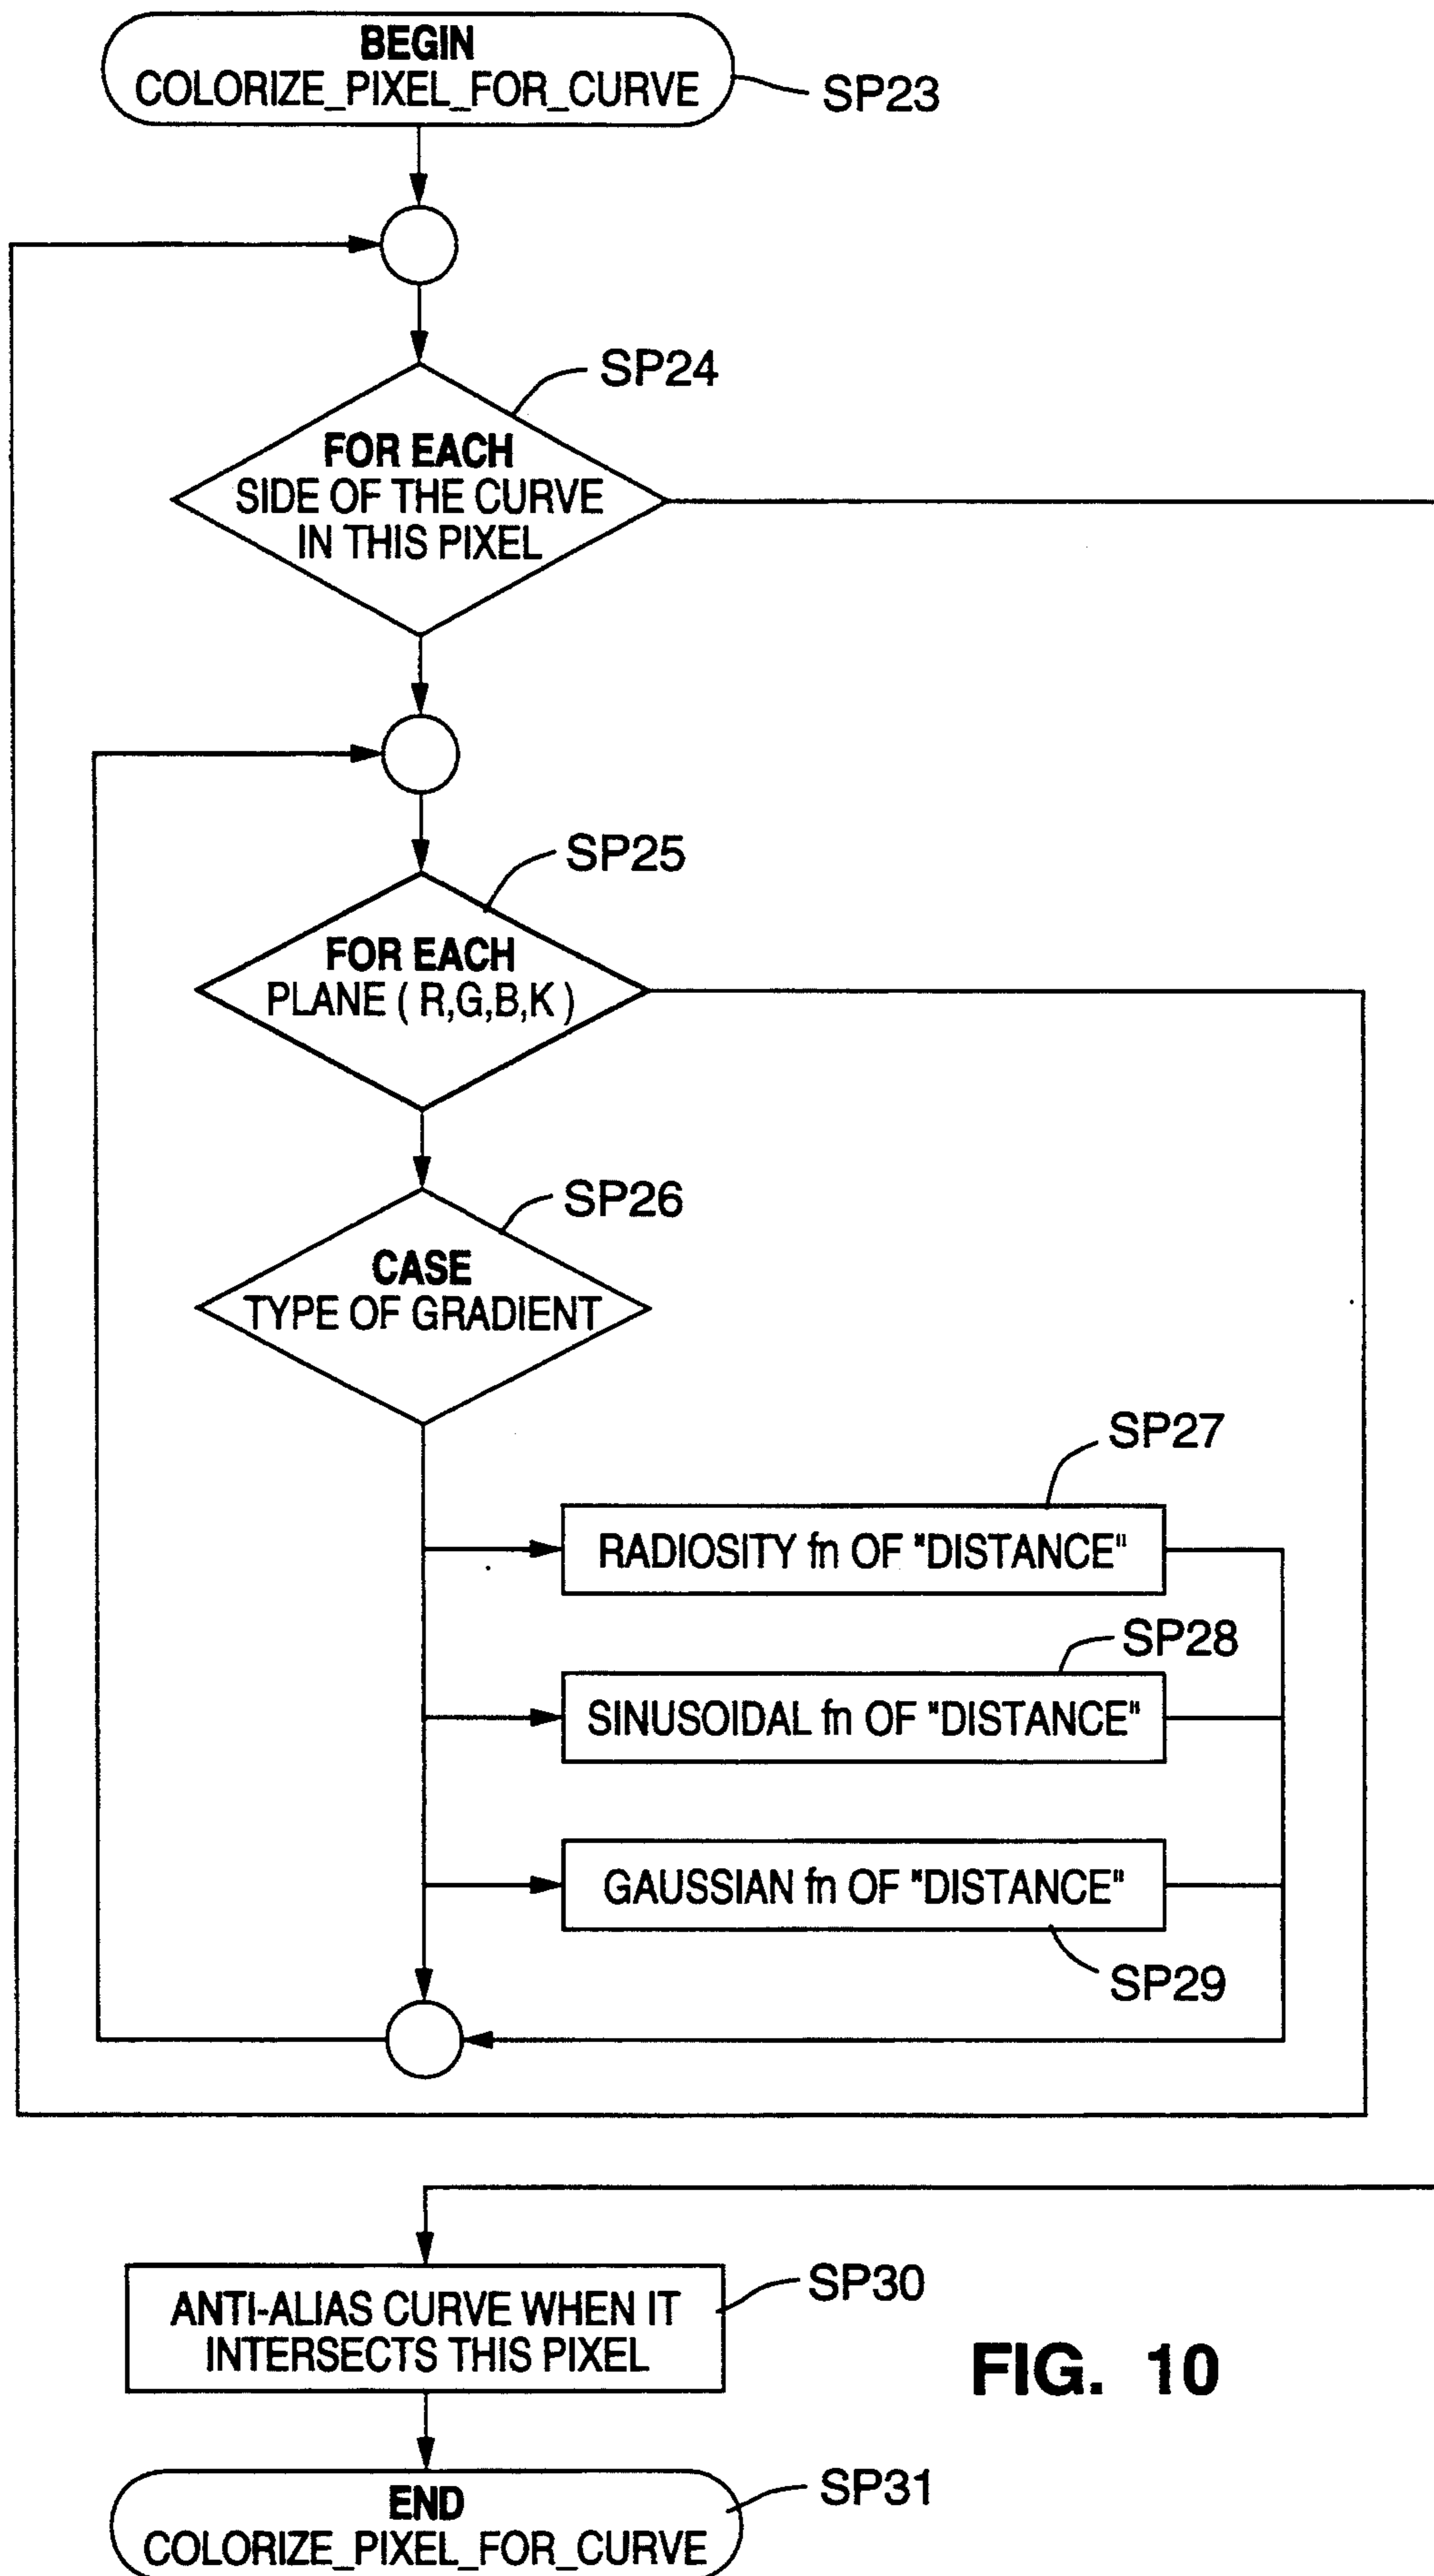 BEGIN
COLORIZE_PIXEL_FOR_CURVE
SP23
SP24
FOR EACH
SIDE OF THE CURVE
IN THIS PIXEL
SP25
FOR EACH
PLANE ( R,G,B,K )
SP26
CASE
TYPE OF GRADIENT
SP27
RADIOSITY fn OF "DISTANCE"
SP28
SINUSOIDAL fn OF "DISTANCE"
GAUSSIAN fn OF "DISTANCE"
SP29
SP30
ANTI-ALIAS CURVE WHEN IT
INTERSECTS THIS PIXEL
FIG. 10
SP31
END
COLORIZE_PIXEL_FOR_CURVE